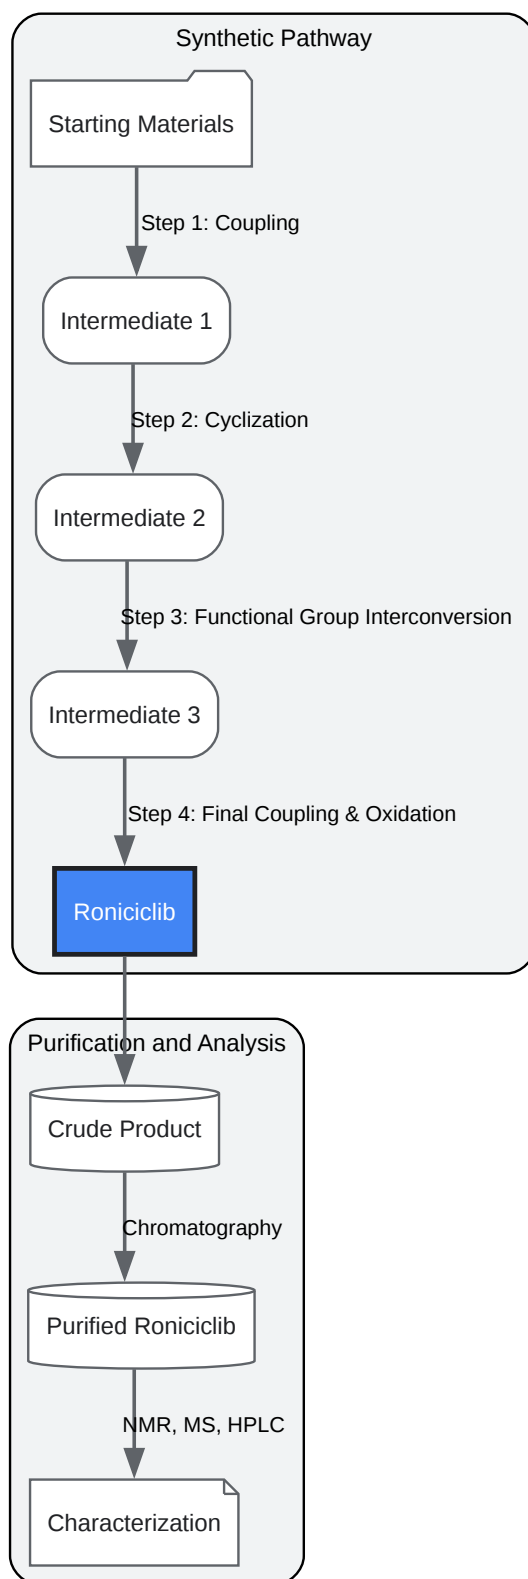 Synthetic Pathway
Starting Materials
Step 1: Coupling
Intermediate 1
Step 2: Cyclization
Intermediate 2
Step 3: Functional Group Interconversion
Intermediate 3
Step 4: Final Coupling & Oxidation
Roniciclib
Purification and Analysis
Crude Product
Chromatography
Purified Roniciclib
NMR, MS, HPLC
Characterization